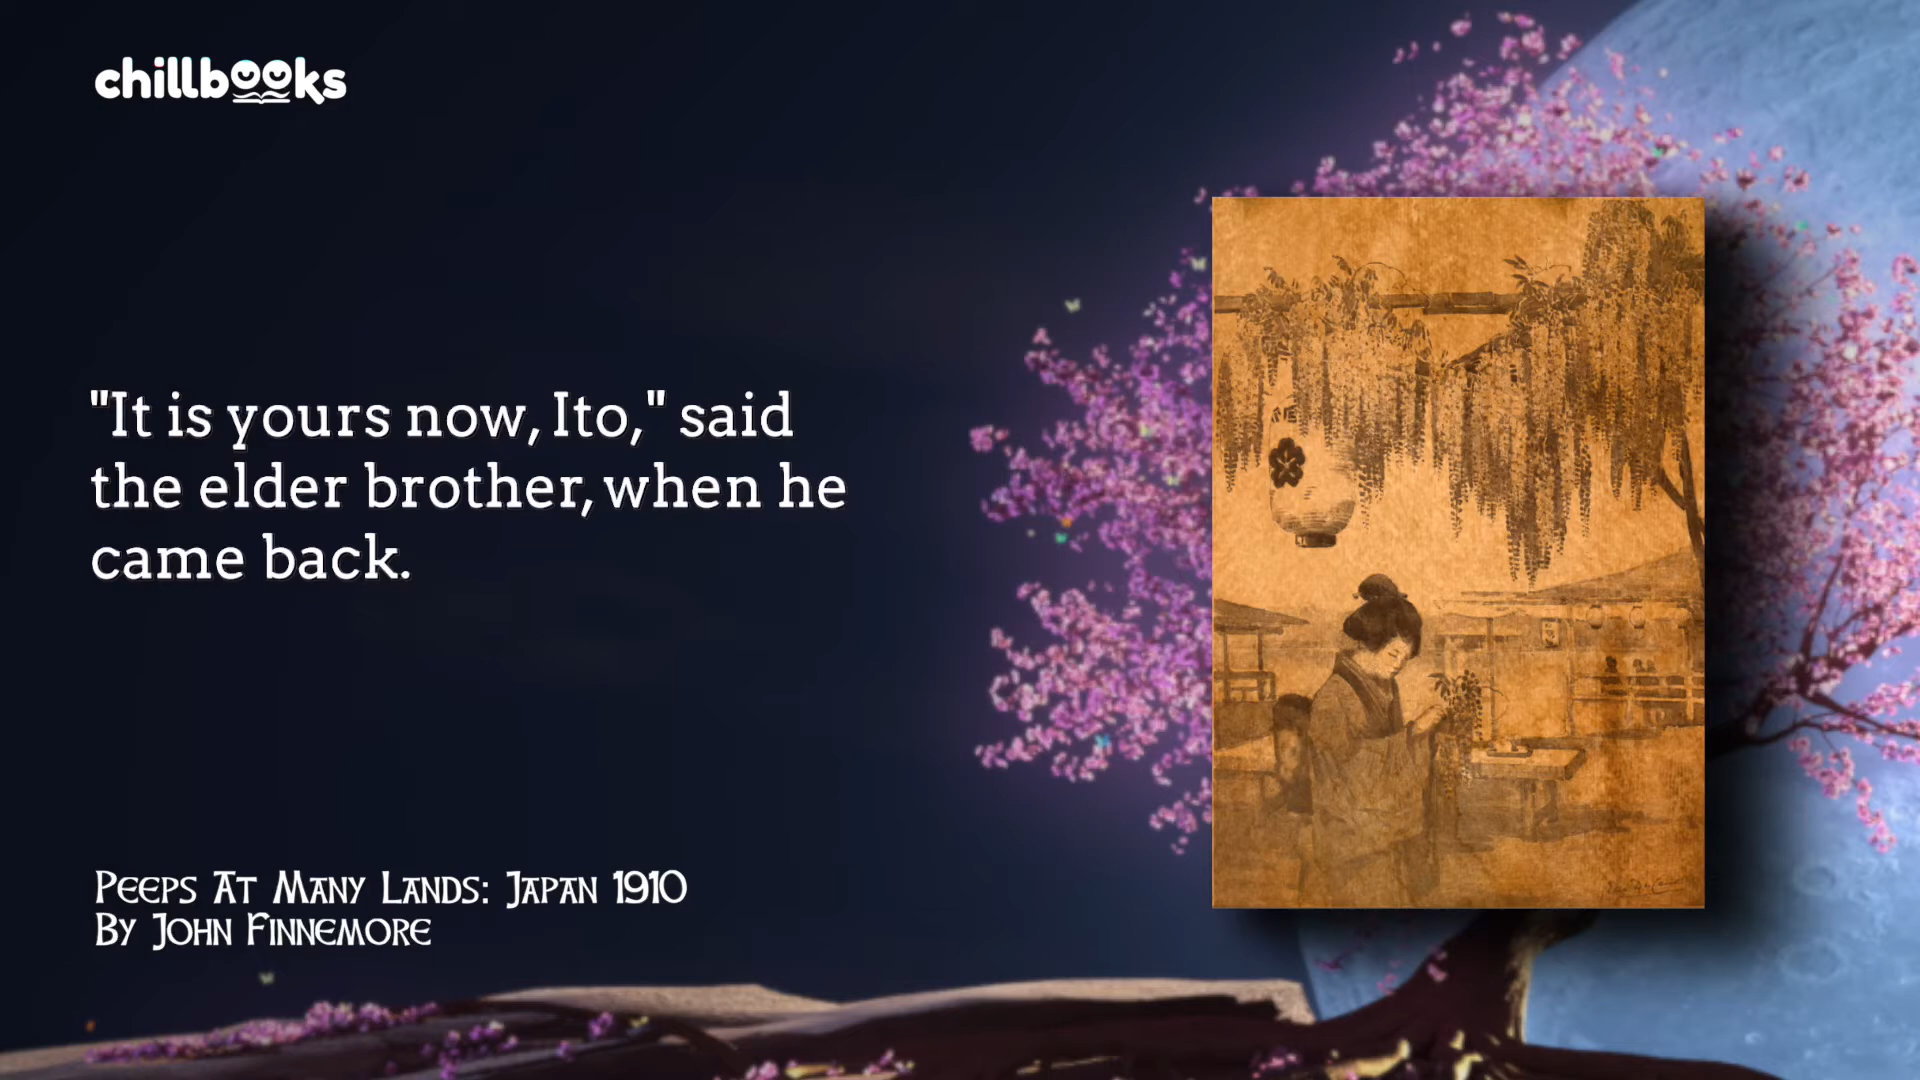 chillbooks
"It is yours now, Ito," said
the elder brother, when he
came back.
Peeps At Many Lands: Japan 1910
By John Finnemore